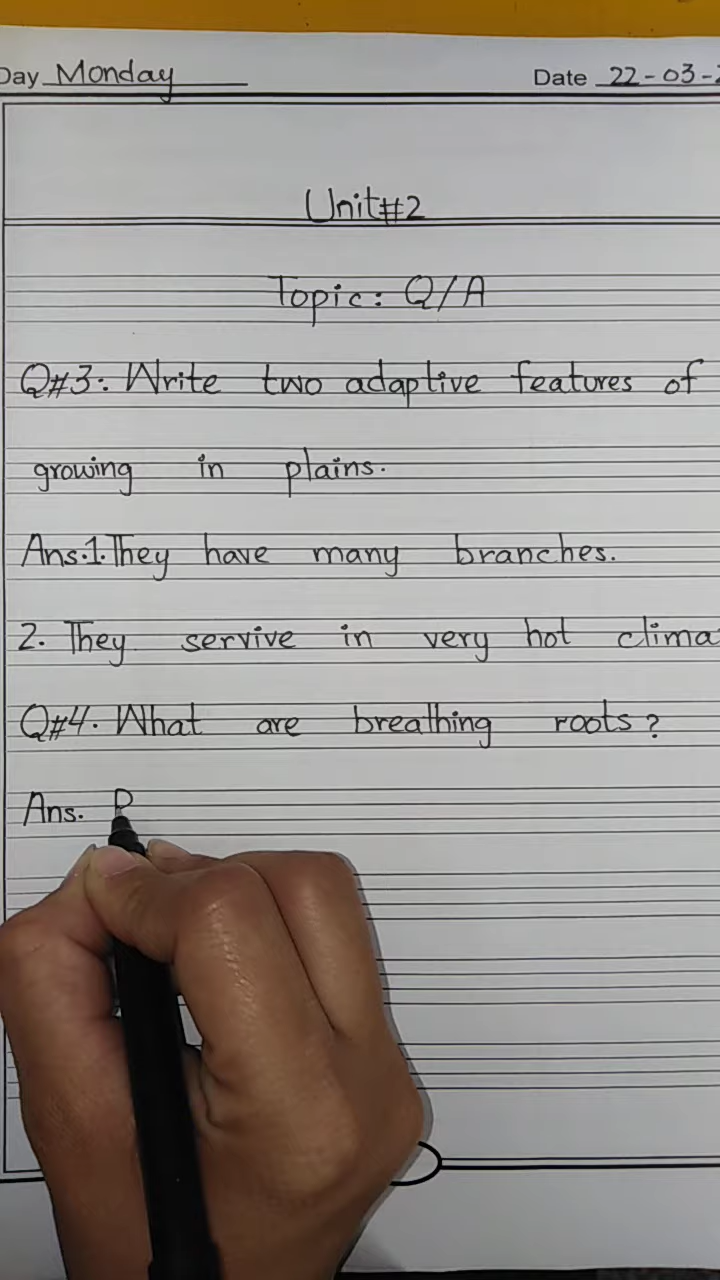 Day Monday Date 22-03-
Unit#2
Topic: Q/A
Q#3. Write two adaptive features of
growing in plains.
Ans.1.They have many branches.
2. They servive in very hot clima
Q#4. What are breathing roots?
Ans. P